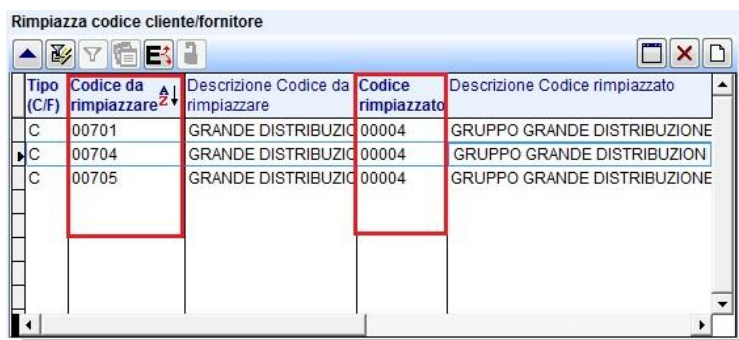 Rimpiazza codice cliente/fornitore
Tipo (C/F) Codice da rimpiazzare Descrizione Codice da rimpiazzare Codice rimpiazzato Descrizione Codice rimpiazzato
C 00701 GRANDE DISTRIBUZIO 00004 GRUPPO GRANDE DISTRIBUZIONE
C 00704 GRANDE DISTRIBUZIO 00004 GRUPPO GRANDE DISTRIBUZION
C 00705 GRANDE DISTRIBUZIO 00004 GRUPPO GRANDE DISTRIBUZIONE